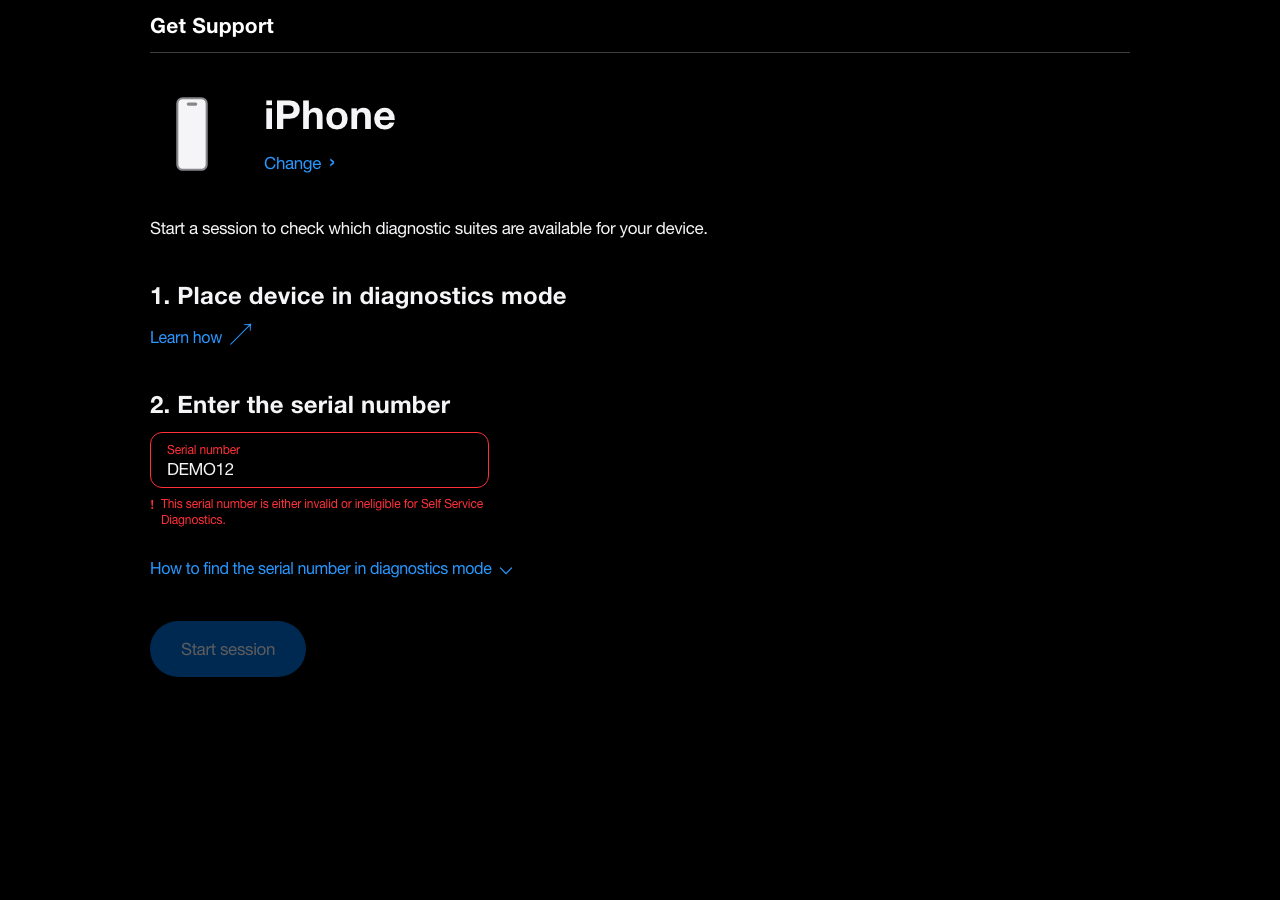 Get Support
iPhone
Change
Start a session to check which diagnostic suites are available for your device.
1. Place device in diagnostics mode
Learn how
2. Enter the serial number
Serial number
DEMO12
! This serial number is either invalid or ineligible for Self Service
Diagnostics.
How to find the serial number in diagnostics mode
Start session